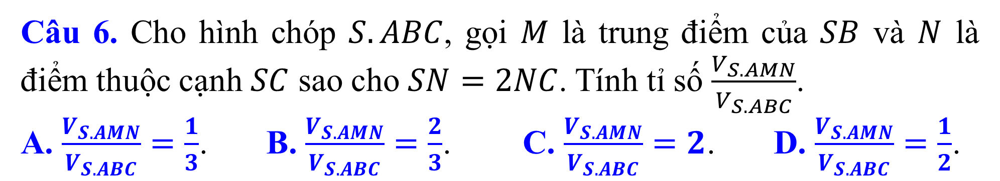 Câu 6. Cho hình chóp S.ABC, gọi M là trung điểm của SB và N là
điểm thuộc cạnh SC sao cho SN = 2NC. Tính tỉ số \frac{V_{S.AMN}}{V_{S.ABC}}.
A. \frac{V_{S.AMN}}{V_{S.ABC}} = \frac{1}{3}. B. \frac{V_{S.AMN}}{V_{S.ABC}} = \frac{2}{3}. C. \frac{V_{S.AMN}}{V_{S.ABC}} = 2. D. \frac{V_{S.AMN}}{V_{S.ABC}} = \frac{1}{2}.